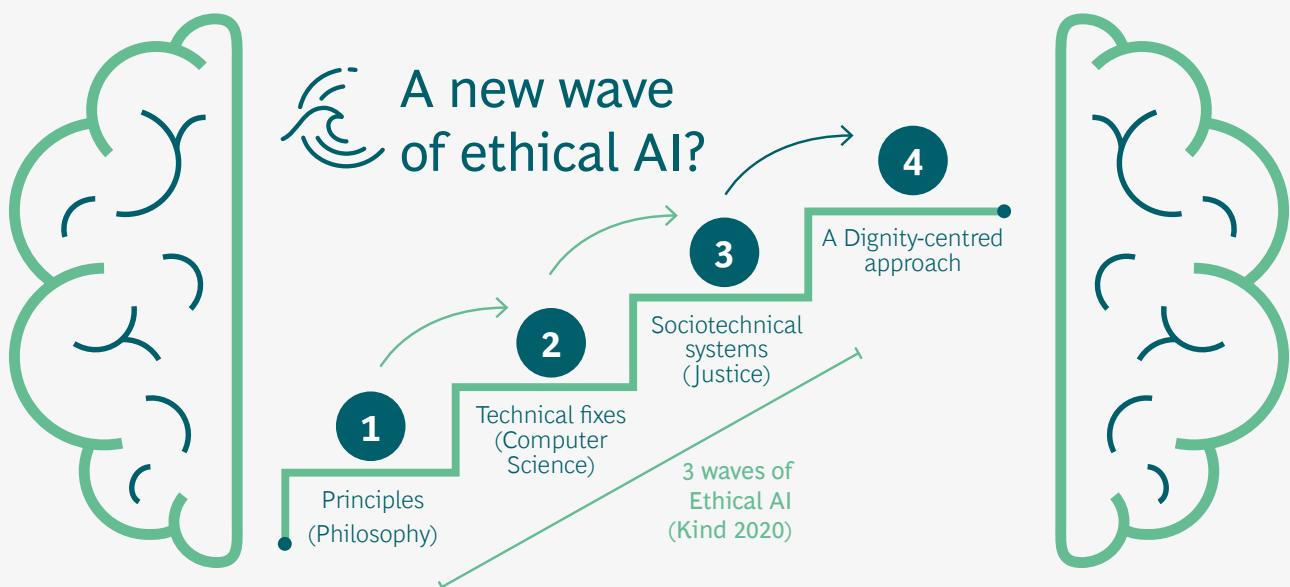 A new wave
of ethical AI?
1
Principles
(Philosophy)
2
Technical fixes
(Computer
Science)
3
Sociotechnical
systems
(Justice)
4
A Dignity-centred
approach
3 waves of
Ethical AI
(Kind 2020)